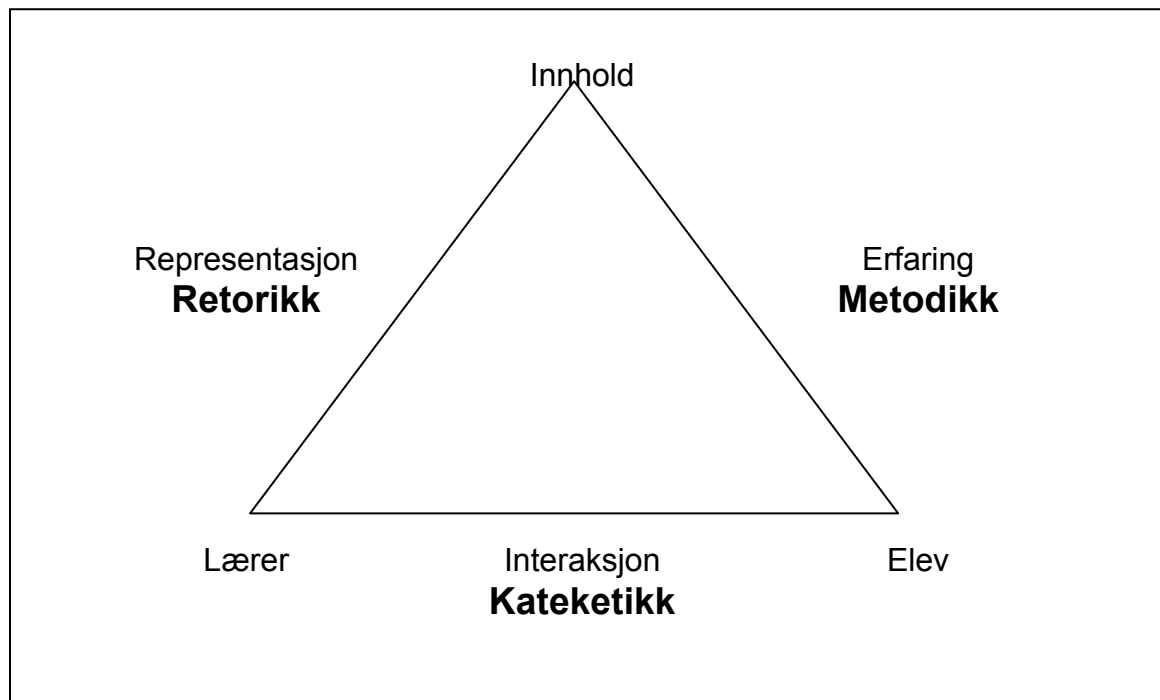 Innhold
Representasjon
Retorikk
Erfaring
Metodikk
Lærer
Interaksjon
Kateketikk
Elev